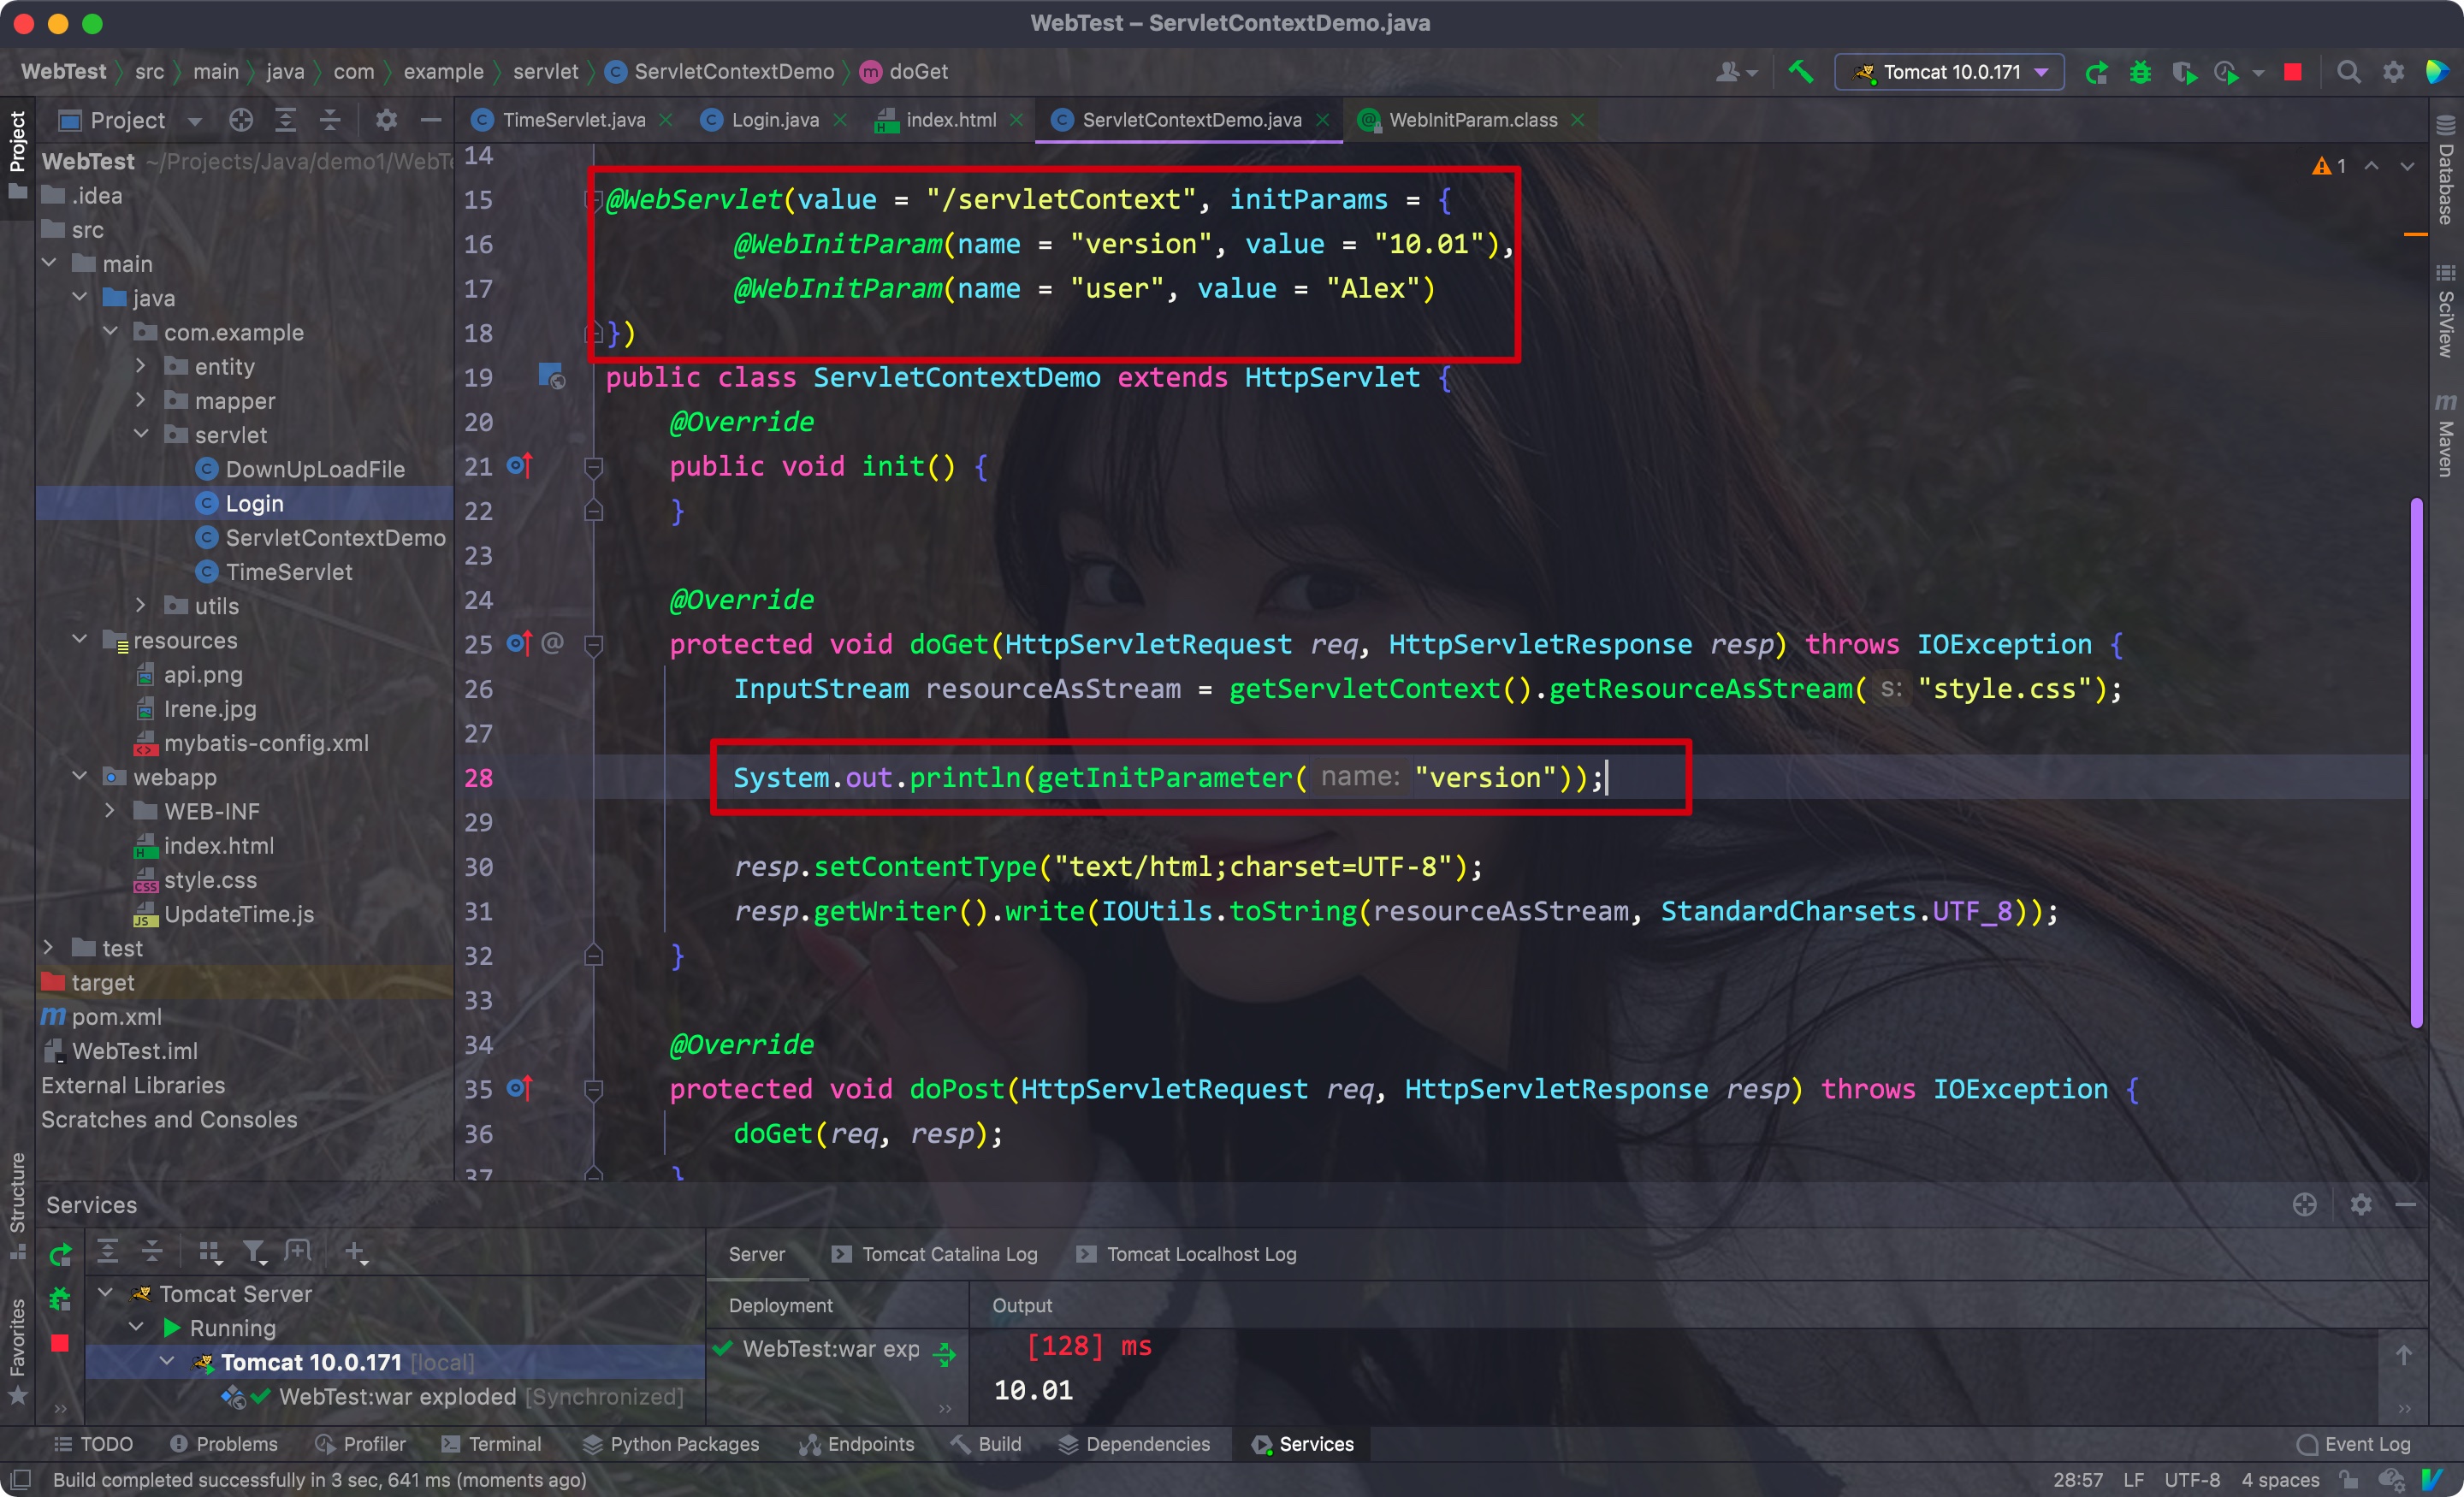 WebTest – ServletContextDemo.java
WebTest src main java com example servlet ServletContextDemo doGet
Tomcat 10.0.171
Project
TimeServlet.java
Login.java
index.html
ServletContextDemo.java
WebInitParam.class
Project
WebTest ~/Projects/Java/demo1/WebTe
.idea
src
main
java
com.example
entity
mapper
servlet
DownUpLoadFile
Login
ServletContextDemo
TimeServlet
utils
resources
api.png
Irene.jpg
mybatis-config.xml
webapp
WEB-INF
index.html
style.css
UpdateTime.js
test
target
pom.xml
WebTest.iml
External Libraries
Scratches and Consoles
Structure
Favorites
14
15 @WebServlet(value = "/servletContext", initParams = {
16 @WebInitParam(name = "version", value = "10.01"),
17 @WebInitParam(name = "user", value = "Alex")
18 })
19 public class ServletContextDemo extends HttpServlet {
20 @Override
21 public void init() {
22 }
23
24 @Override
25 @ protected void doGet(HttpServletRequest req, HttpServletResponse resp) throws IOException {
26 InputStream resourceAsStream = getServletContext().getResourceAsStream( s: "style.css");
27
28 System.out.println(getInitParameter( name: "version"));
29
30 resp.setContentType("text/html;charset=UTF-8");
31 resp.getWriter().write(IOUtils.toString(resourceAsStream, StandardCharsets.UTF_8));
32 }
33
34 @Override
35 protected void doPost(HttpServletRequest req, HttpServletResponse resp) throws IOException {
36 doGet(req, resp);
37 }
1
Database
SciView
Maven
Services
Server
Tomcat Catalina Log
Tomcat Localhost Log
Tomcat Server
Running
Tomcat 10.0.171 [local]
WebTest:war exploded [Synchronized]
Deployment
WebTest:war exp
Output
[128] ms
10.01
TODO Problems Profiler Terminal Python Packages Endpoints Build Dependencies Services Event Log
Build completed successfully in 3 sec, 641 ms (moments ago)
28:57 LF UTF-8 4 spaces